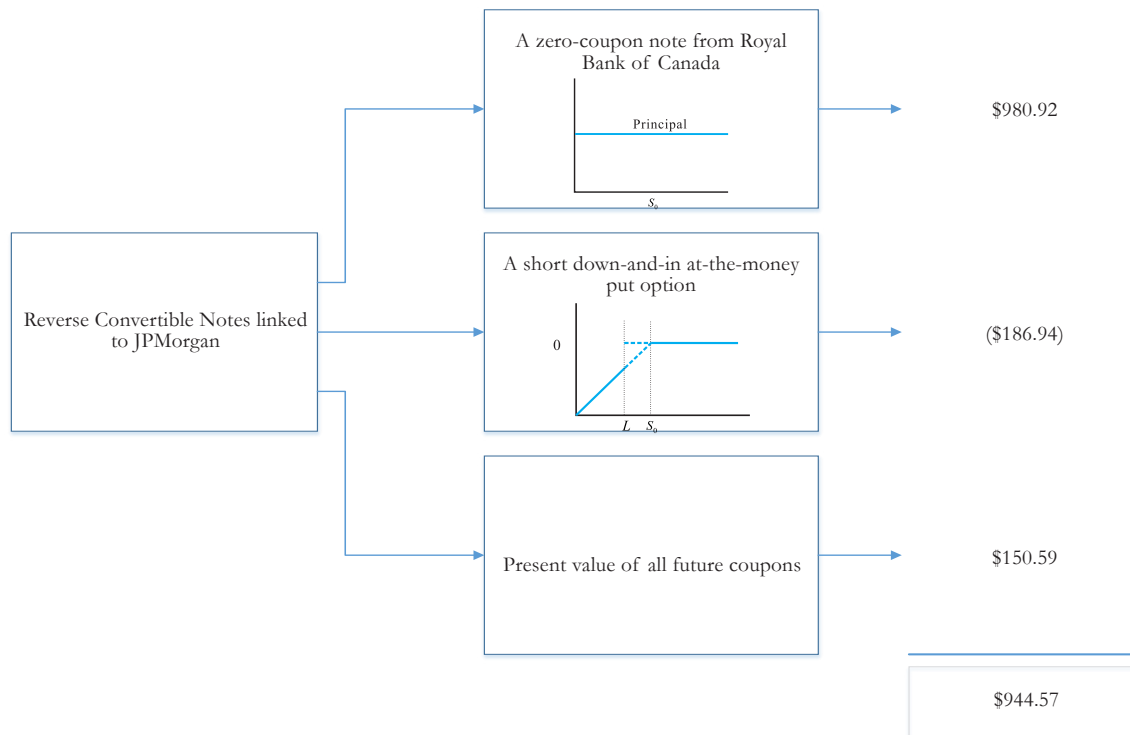 A zero-coupon note from Royal
Bank of Canada
Principal
S₀
$980.92
Reverse Convertible Notes linked
to JPMorgan
A short down-and-in at-the-money
put option
0
L
S₀
($186.94)
Present value of all future coupons
$150.59
$944.57